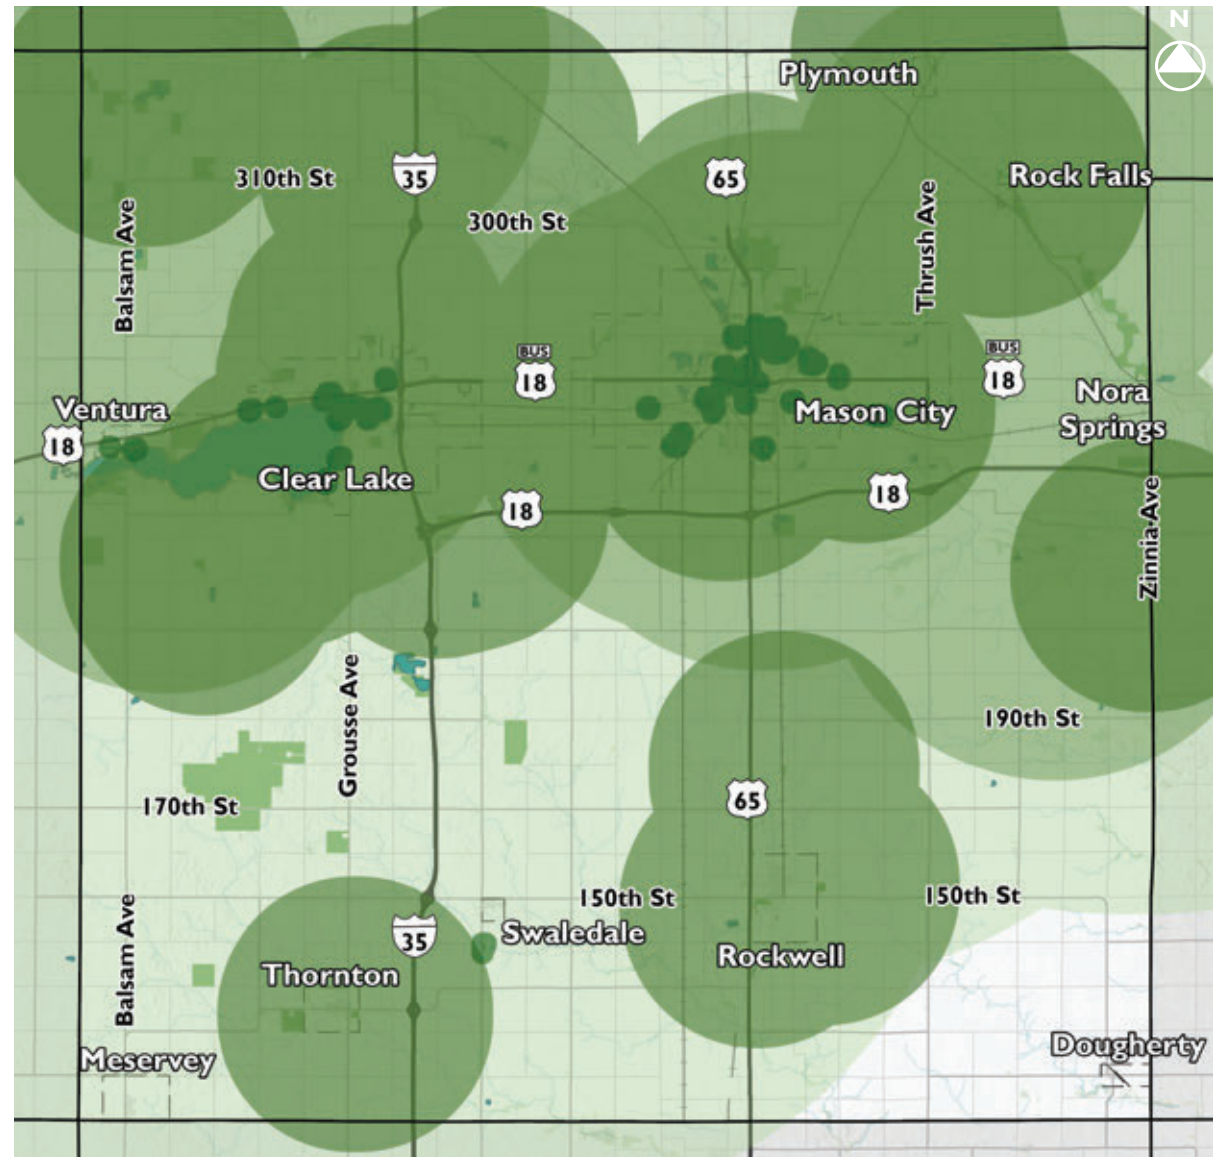 N
Plymouth
310th St
35
65
Rock Falls
300th St
Balsam Ave
Thrush Ave
BUS
18
BUS
18
Ventura
Mason City
Nora
Springs
18
Clear Lake
18
18
Zinnia Ave
Grousse Ave
190th St
170th St
65
150th St
150th St
Balsam Ave
35
Swaledale
Thornton
Rockwell
Meservey
Dougherty